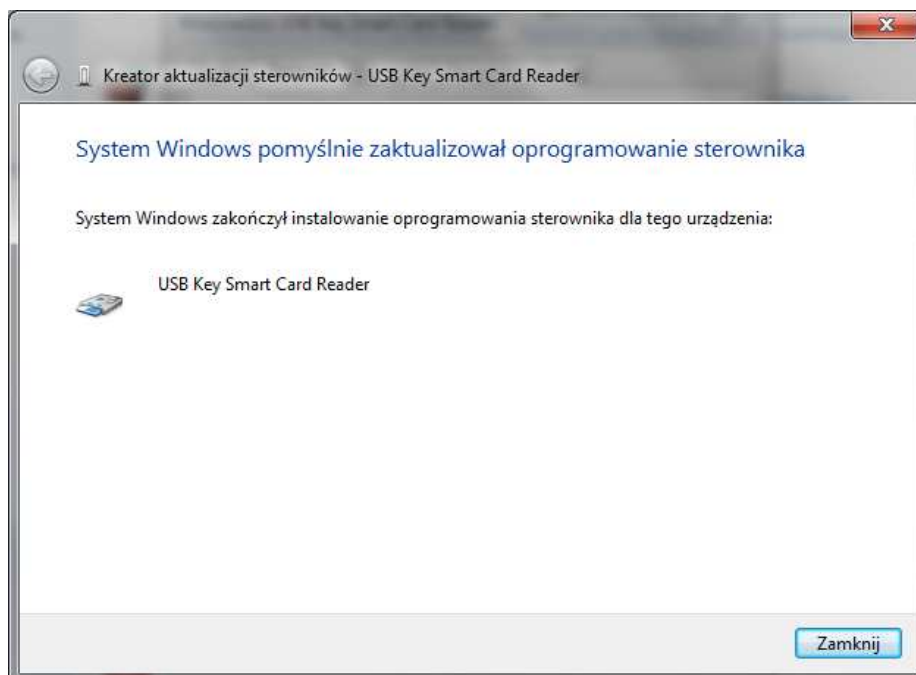 Kreator aktualizacji sterowników - USB Key Smart Card Reader
System Windows pomyślnie zaktualizował oprogramowanie sterownika
System Windows zakończył instalowanie oprogramowania sterownika dla tego urządzenia:
USB Key Smart Card Reader
Zamknij